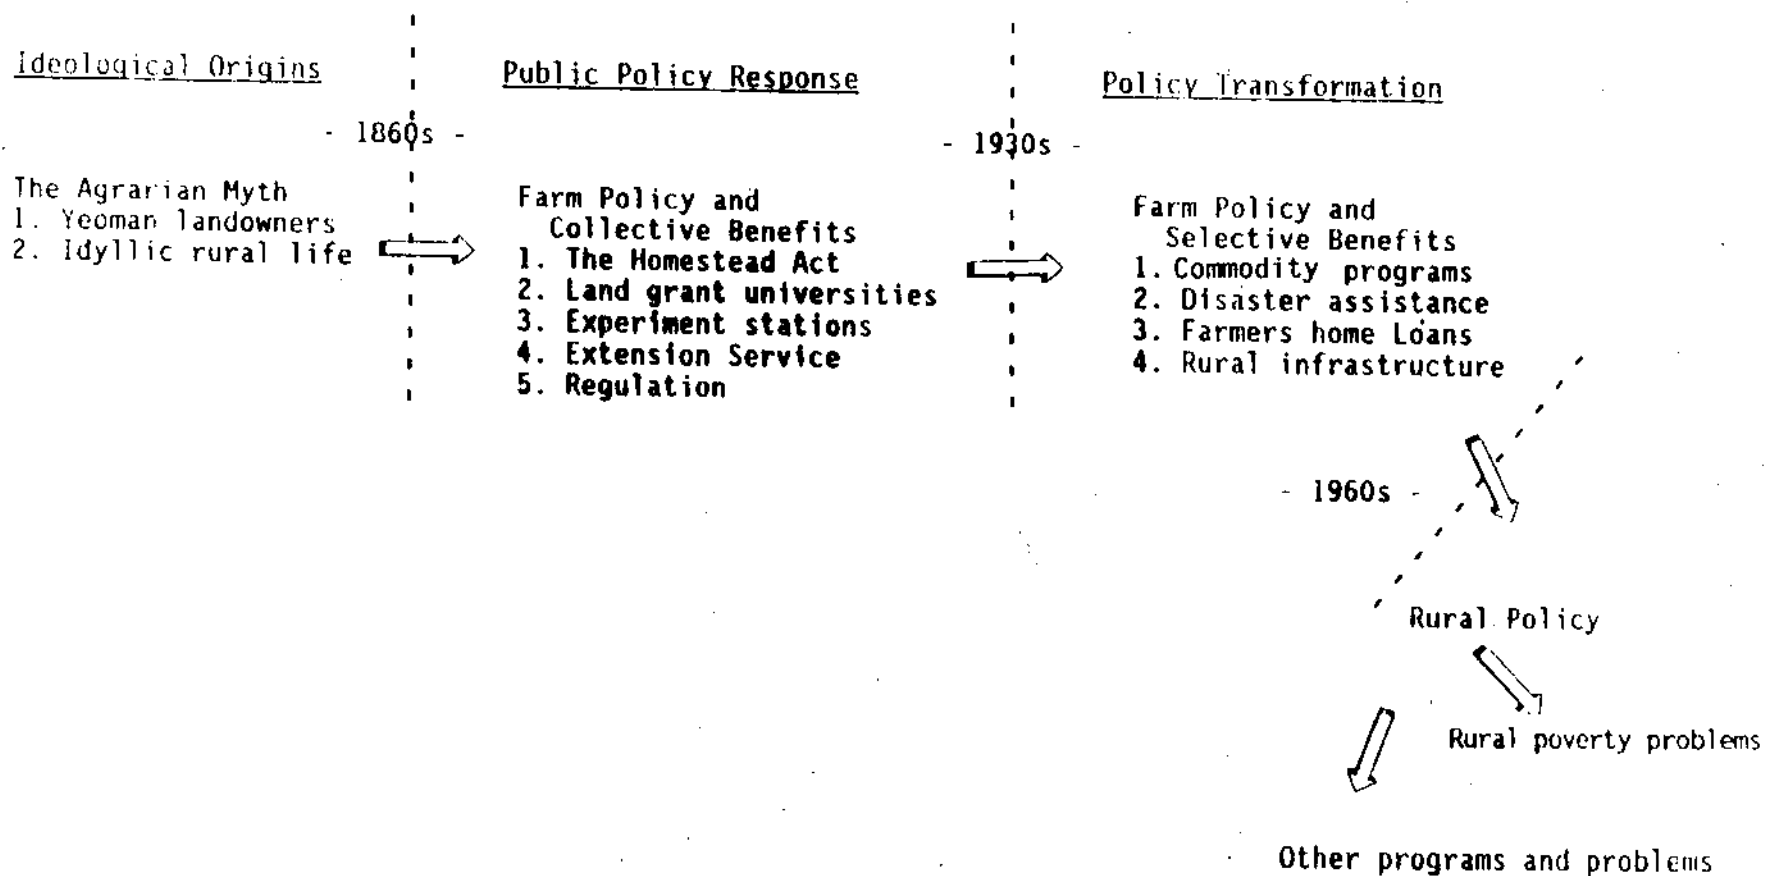 Ideological Origins
- 1860s -
The Agrarian Myth
1. Yeoman landowners
2. Idyllic rural life
Public Policy Response
- 1930s -
Farm Policy and
Collective Benefits
1. The Homestead Act
2. Land grant universities
3. Experiment stations
4. Extension Service
5. Regulation
Policy Transformation
Farm Policy and
Selective Benefits
1. Commodity programs
2. Disaster assistance
3. Farmers home Loans
4. Rural infrastructure
- 1960s -
Rural Policy
Rural poverty problems
Other programs and problems